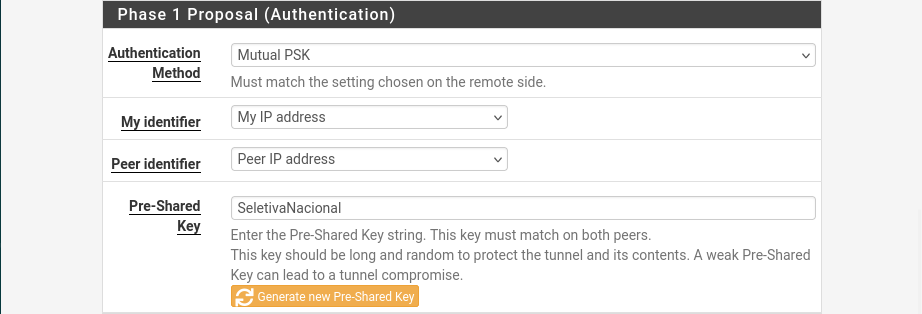 Phase 1 Proposal (Authentication)
Authentication Method
Mutual PSK
Must match the setting chosen on the remote side.
My identifier
My IP address
Peer identifier
Peer IP address
Pre-Shared Key
SeletivaNacional
Enter the Pre-Shared Key string. This key must match on both peers.
This key should be long and random to protect the tunnel and its contents. A weak Pre-Shared
Key can lead to a tunnel compromise.
Generate new Pre-Shared Key